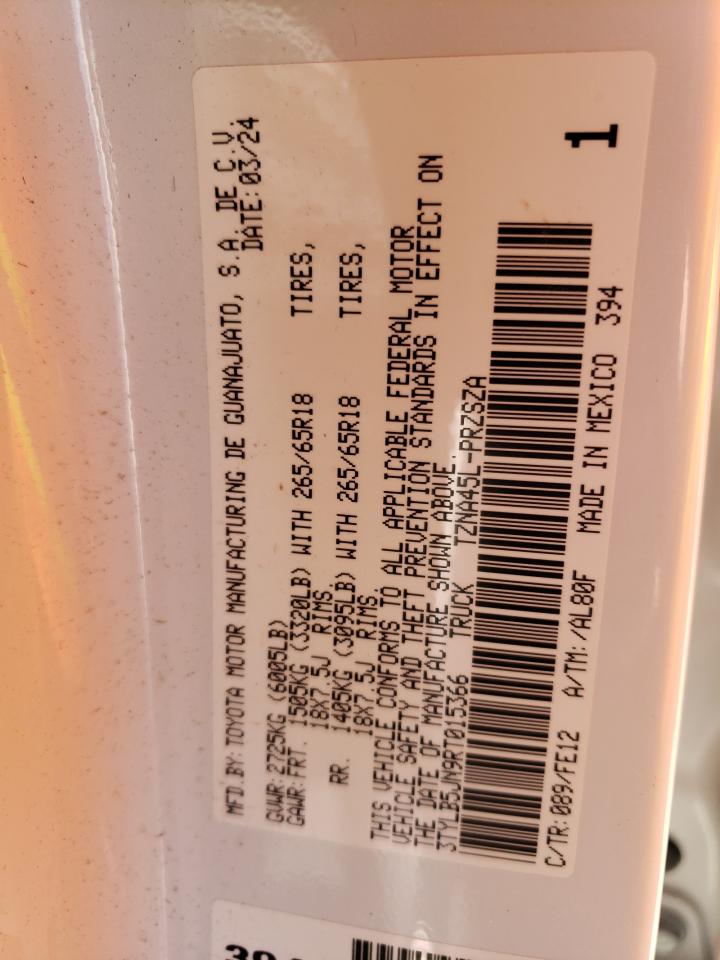 MFD.BY: TOYOTA MOTOR MANUFACTURING DE GUANAJUATO, S.A. DE C.V.
DATE: 03/24
GVWR: 2725KG (6005LB)
GAWR: FRT. 1505KG (3320LB) WITH 265/65R18 TIRES,
18X7.5J RIMS.
RR. 1405KG (3095LB) WITH 265/65R18 TIRES,
18X7.5J RIMS.
THIS VEHICLE CONFORMS TO ALL APPLICABLE FEDERAL MOTOR
VEHICLE SAFETY AND THEFT PREVENTION STANDARDS IN EFFECT ON
THE DATE OF MANUFACTURE SHOWN ABOVE.
3TYLB5JN9RT015366 TRUCK TZNA45L-PRZSZA
1
C/TR: 089/FE12 A/TM: /AL80F MADE IN MEXICO 394